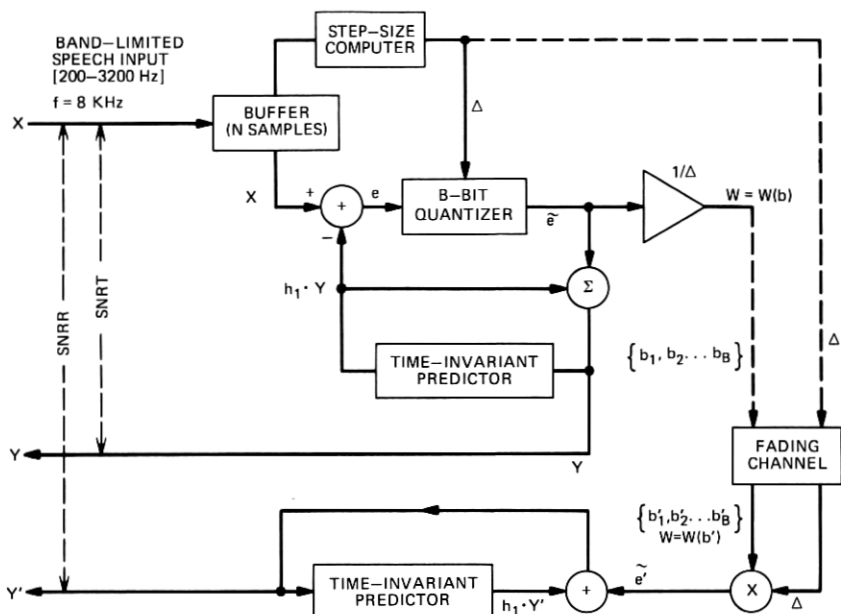 BAND–LIMITED
SPEECH INPUT
[200–3200 Hz]
f = 8 KHz
STEP–SIZE
COMPUTER
X
BUFFER
(N SAMPLES)
Δ
1/Δ
X
+
+
–
e
B–BIT
QUANTIZER
ẽ
W = W(b)
h₁ · Y
Σ
SNRR
SNRT
TIME–INVARIANT
PREDICTOR
{b₁, b₂ . . . b_B}
Δ
Y
Y
FADING
CHANNEL
{b′₁, b′₂ . . . b′_B}
W=W(b′)
Y′
TIME–INVARIANT
PREDICTOR
h₁ · Y′
+
ẽ′
X
Δ